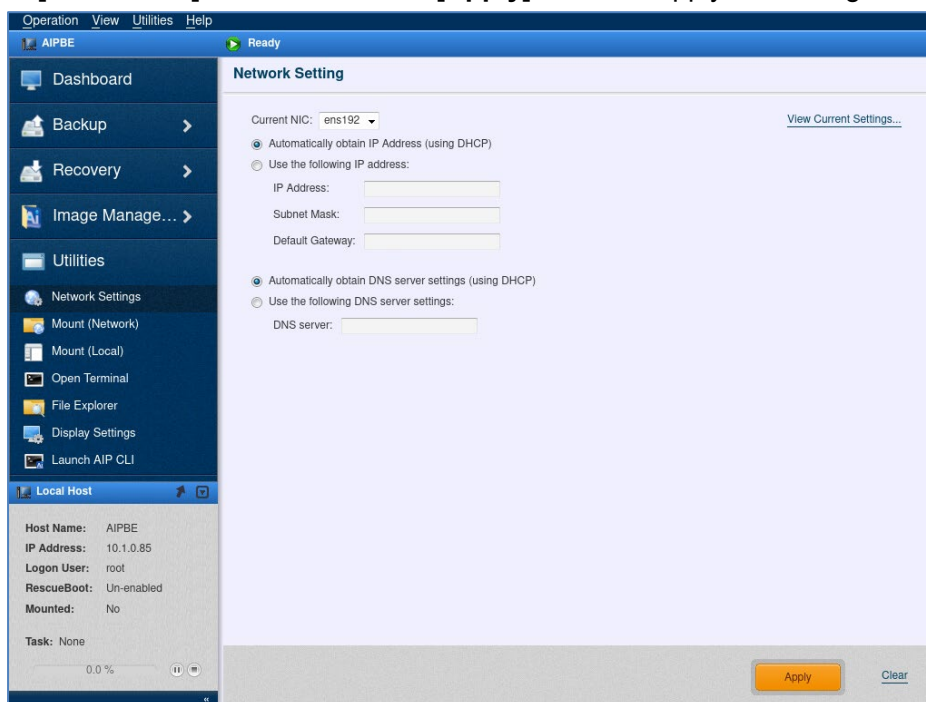 [Apply]
Apply
Operation View Utilities Help
AIPBE
Ready
Dashboard
Backup
Recovery
Image Manage...
Utilities
Network Settings
Mount (Network)
Mount (Local)
Open Terminal
File Explorer
Display Settings
Launch AIP CLI
Local Host
Host Name: AIPBE
IP Address: 10.1.0.85
Logon User: root
RescueBoot: Un-enabled
Mounted: No
Task: None
0.0 %
Network Setting
Current NIC: ens192
View Current Settings...
Automatically obtain IP Address (using DHCP)
Use the following IP address:
IP Address:
Subnet Mask:
Default Gateway:
Automatically obtain DNS server settings (using DHCP)
Use the following DNS server settings:
DNS server:
Apply Clear